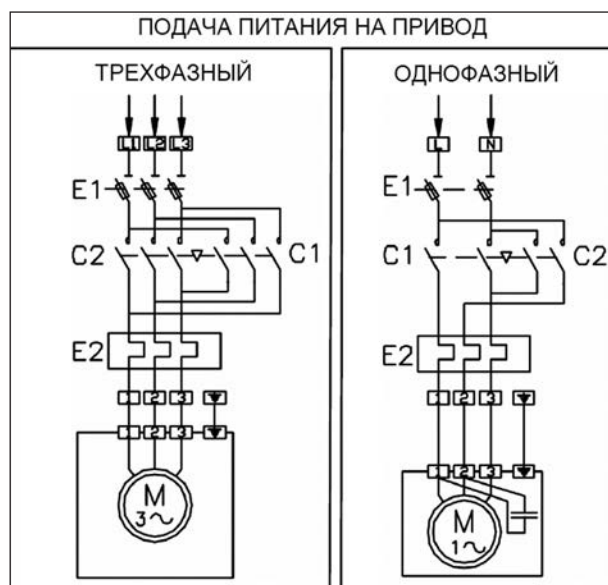 ПОДАЧА ПИТАНИЯ НА ПРИВОД
ТРЕХФАЗНЫЙ
L1 L2 L3
E1
C2 C1
E2
1 2 3
1 2 3
M
3~
ОДНОФАЗНЫЙ
L N
E1
C1 C2
E2
1 2 3
1 2 3
M
1~